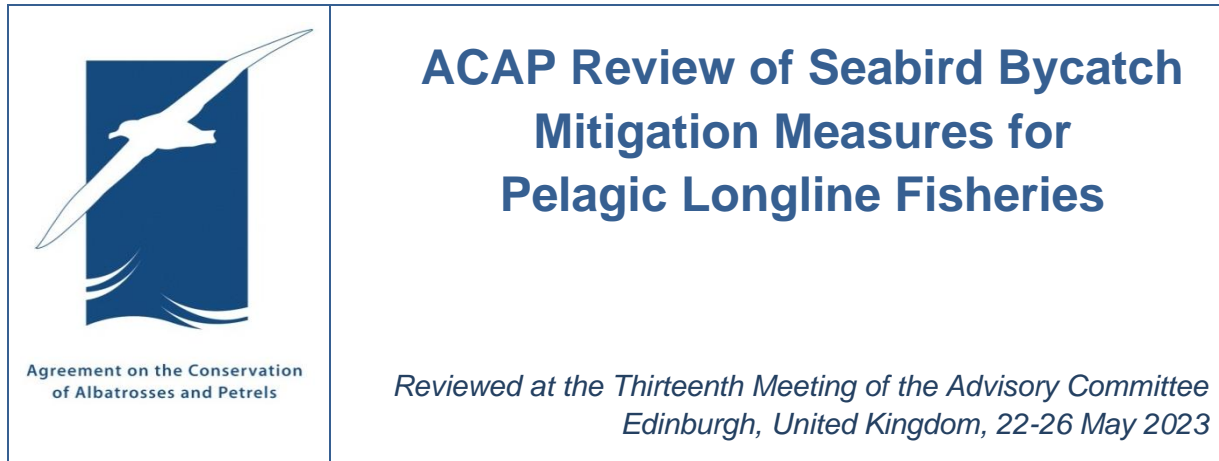 ACAP Review of Seabird Bycatch
Mitigation Measures for
Pelagic Longline Fisheries
Agreement on the Conservation
of Albatrosses and Petrels
Reviewed at the Thirteenth Meeting of the Advisory Committee
Edinburgh, United Kingdom, 22-26 May 2023